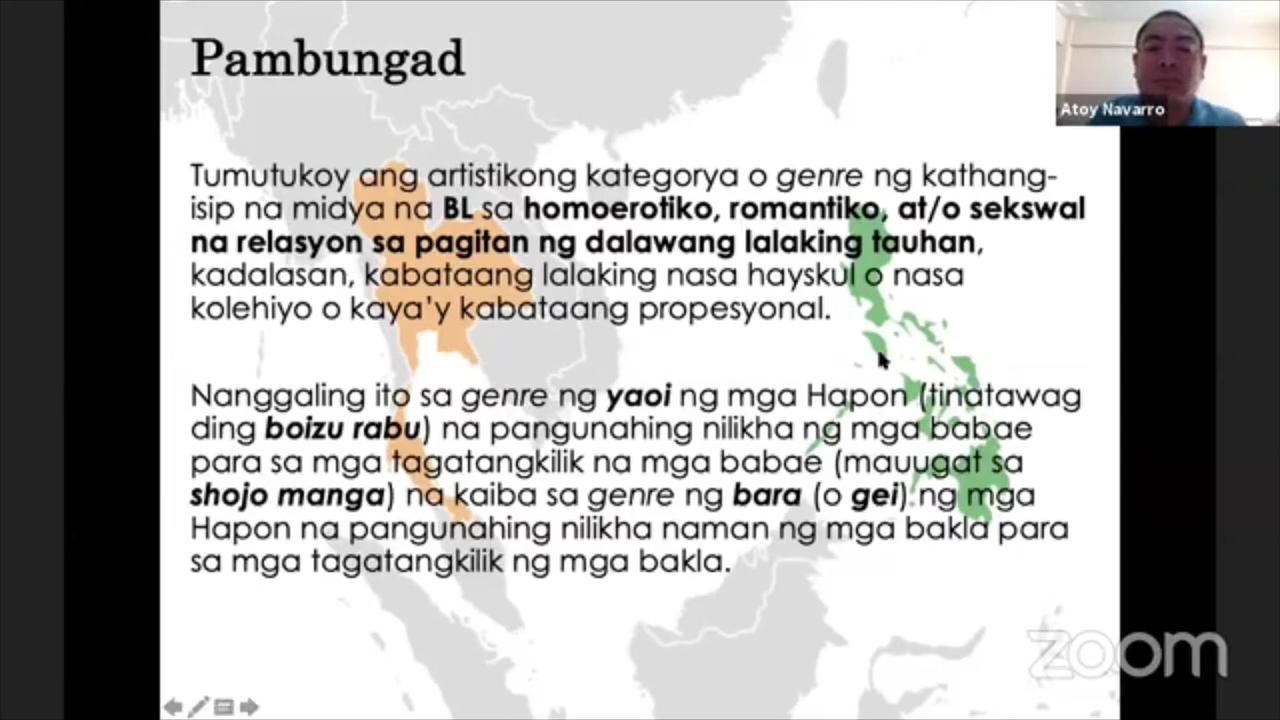 Pambungad
Atoy Navarro
Tumutukoy ang artistikong kategorya o genre ng kathang-
isip na midya na BL sa homoerotiko, romantiko, at/o sekswal
na relasyon sa pagitan ng dalawang lalaking tauhan,
kadalasan, kabataang lalaking nasa hayskul o nasa
kolehiyo o kaya'y kabataang propesyonal.
Nanggaling ito sa genre ng yaoi ng mga Hapon (tinatawag
ding boizu rabu) na pangunahing nilikha ng mga babae
para sa mga tagatangkilik na mga babae (mauugat sa
shojo manga) na kaiba sa genre ng bara (o gei) ng mga
Hapon na pangunahing nilikha naman ng mga bakla para
sa mga tagatangkilik ng mga bakla.
zoom